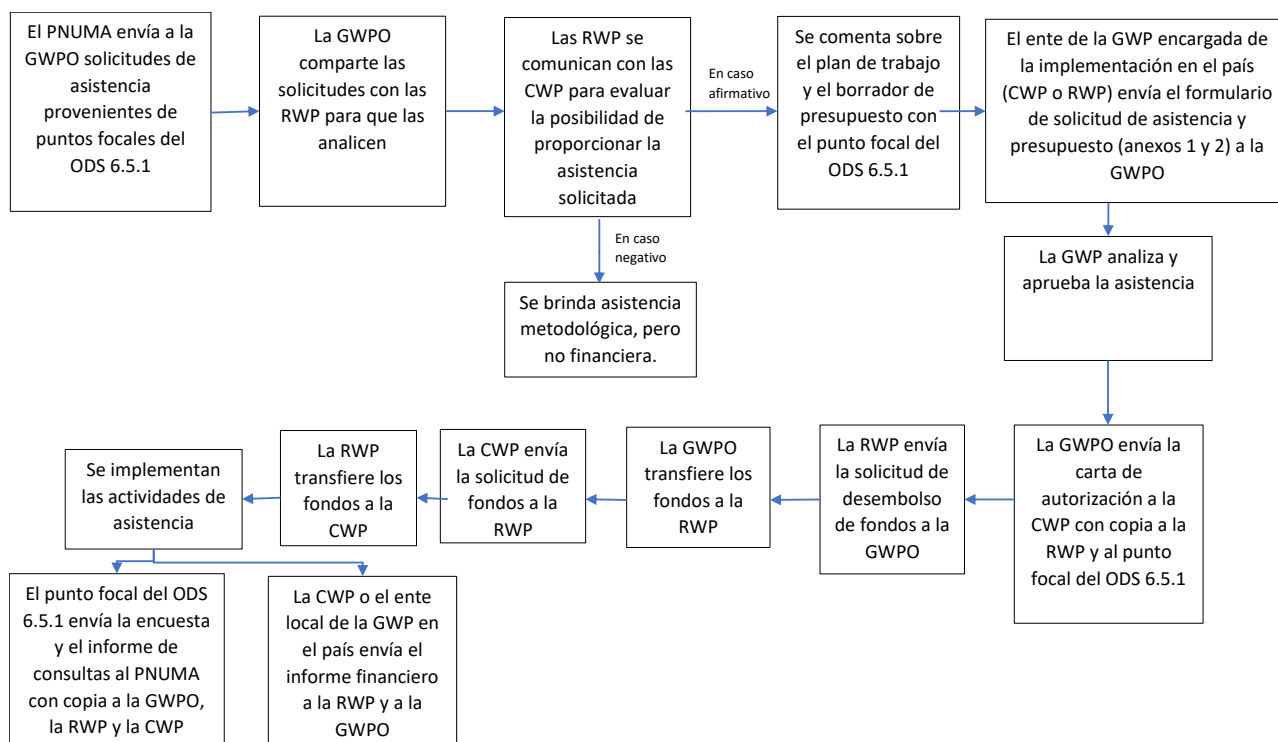 El PNUMA envía a la
GWPO solicitudes de
asistencia
provenientes de
puntos focales del
ODS 6.5.1
La GWPO
comparte las
solicitudes con las
RWP para que las
analicen
Las RWP se
comunican con las
CWP para evaluar
la posibilidad de
proporcionar la
asistencia
solicitada
En caso
afirmativo
Se comenta sobre
el plan de trabajo
y el borrador de
presupuesto con
el punto focal del
ODS 6.5.1
El ente de la GWP encargada de
la implementación en el país
(CWP o RWP) envía el formulario
de solicitud de asistencia y
presupuesto (anexos 1 y 2) a la
GWPO
En caso
negativo
Se brinda asistencia
metodológica, pero
no financiera.
La GWP analiza y
aprueba la asistencia
La GWPO envía la
carta de
autorización a la
CWP con copia a la
RWP y al punto
focal del ODS 6.5.1
La RWP envía
la solicitud de
desembolso
de fondos a la
GWPO
La GWPO
transfiere los
fondos a la
RWP
La CWP envía
la solicitud de
fondos a la
RWP
La RWP
transfiere los
fondos a la
CWP
Se implementan
las actividades de
asistencia
El punto focal del ODS
6.5.1 envía la encuesta
y el informe de
consultas al PNUMA
con copia a la GWPO,
la RWP y la CWP
La CWP o el ente
local de la GWP en
el país envía el
informe financiero
a la RWP y a la
GWPO